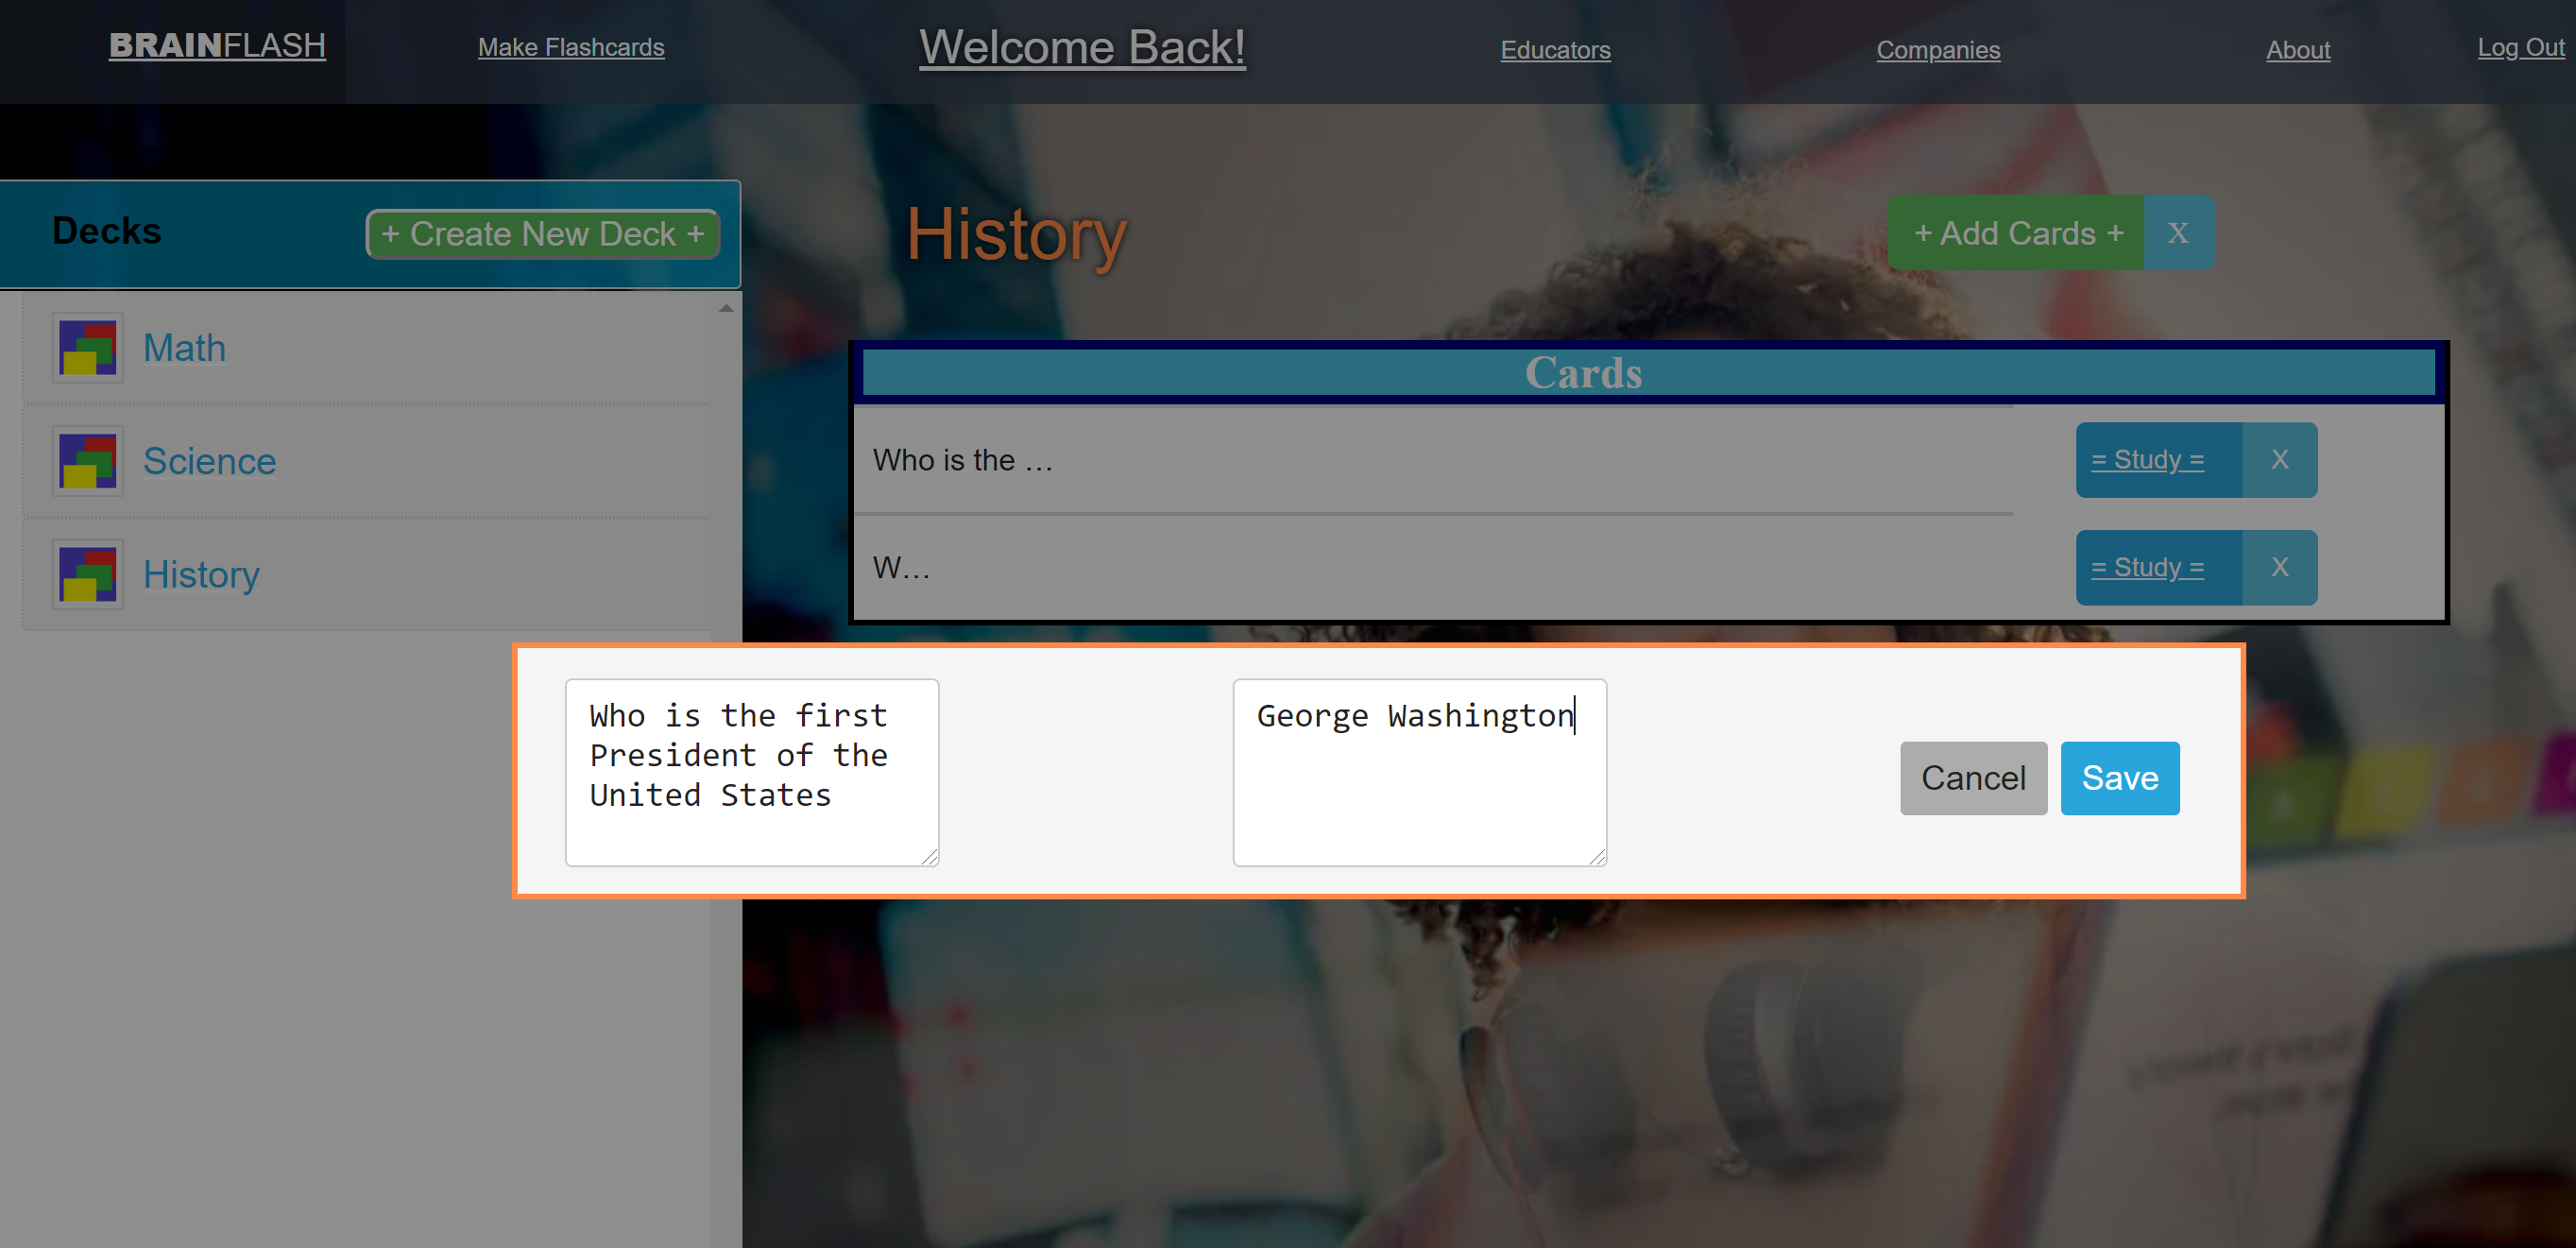 BRAINFLASH
Make Flashcards
Welcome Back!
Educators
Companies
About
Log Out
Decks
+ Create New Deck +
Math
Science
History
History
+ Add Cards +
X
Cards
Who is the …
= Study =
X
W…
= Study =
X
Who is the first
President of the
United States
George Washington
Cancel
Save